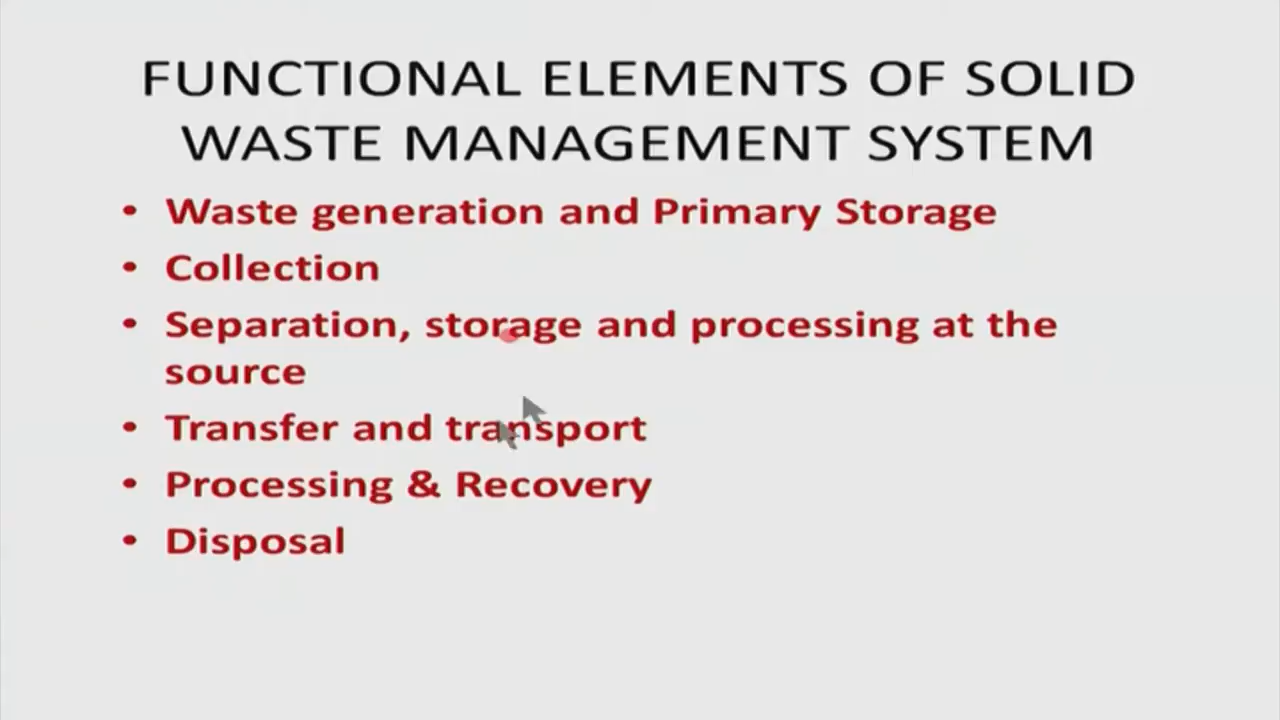 FUNCTIONAL ELEMENTS OF SOLID
WASTE MANAGEMENT SYSTEM
• Waste generation and Primary Storage
• Collection
• Separation, storage and processing at the
source
• Transfer and transport
• Processing & Recovery
• Disposal